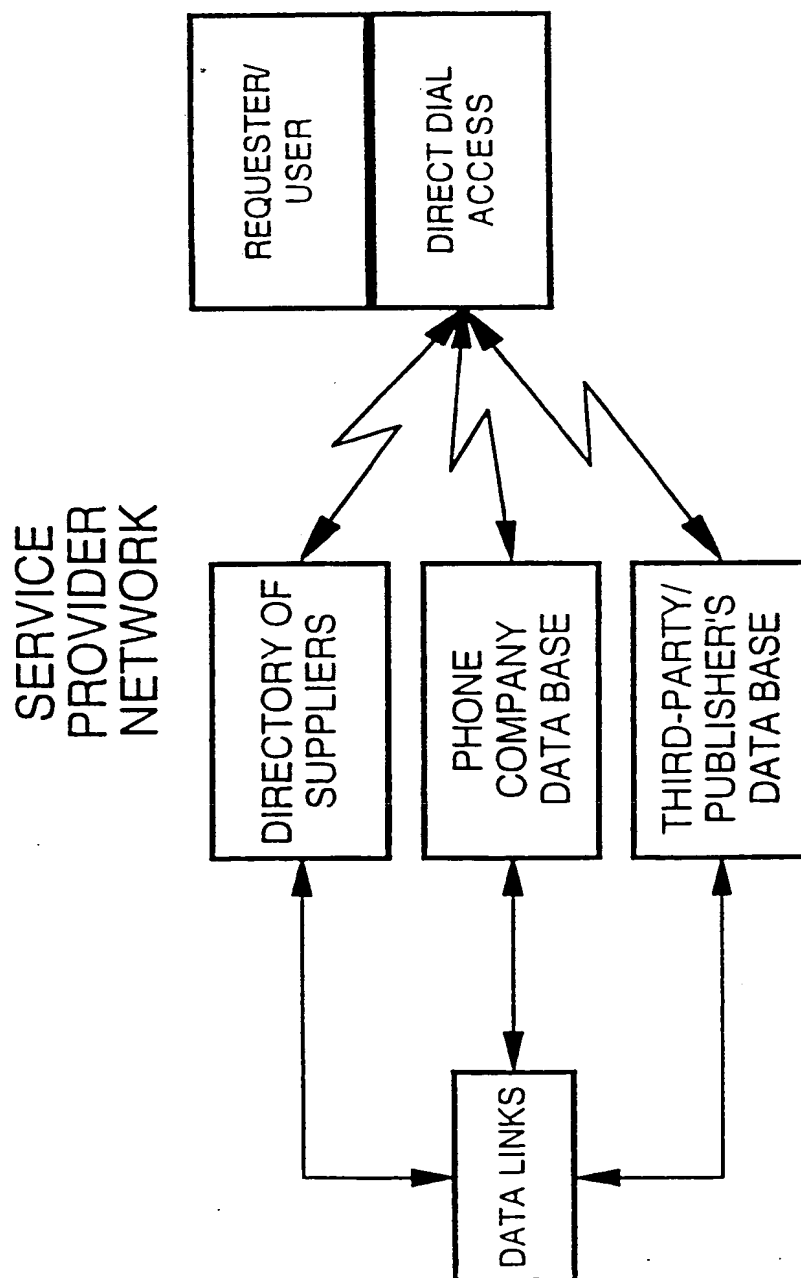 SERVICE
PROVIDER
NETWORK
REQUESTER/
USER
DIRECT DIAL
ACCESS
DIRECTORY OF
SUPPLIERS
PHONE
COMPANY
DATA BASE
THIRD-PARTY/
PUBLISHER'S
DATA BASE
DATA LINKS